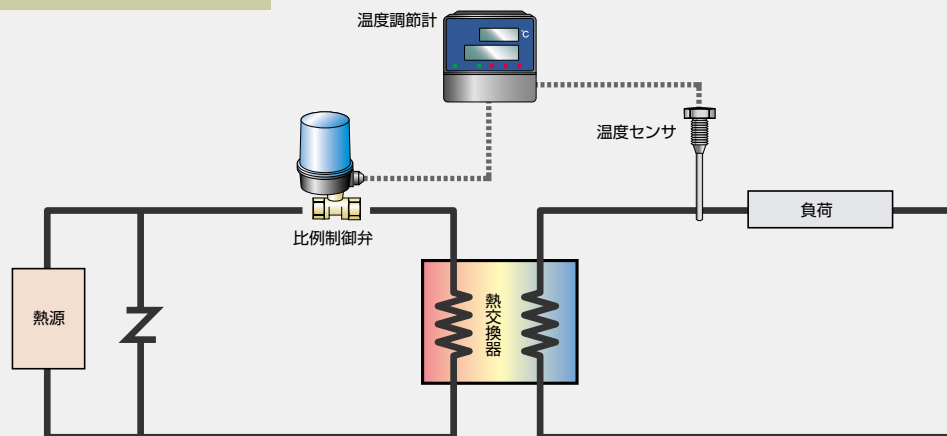 温度調節計
℃
温度センサ
負荷
比例制御弁
熱源
熱交換器